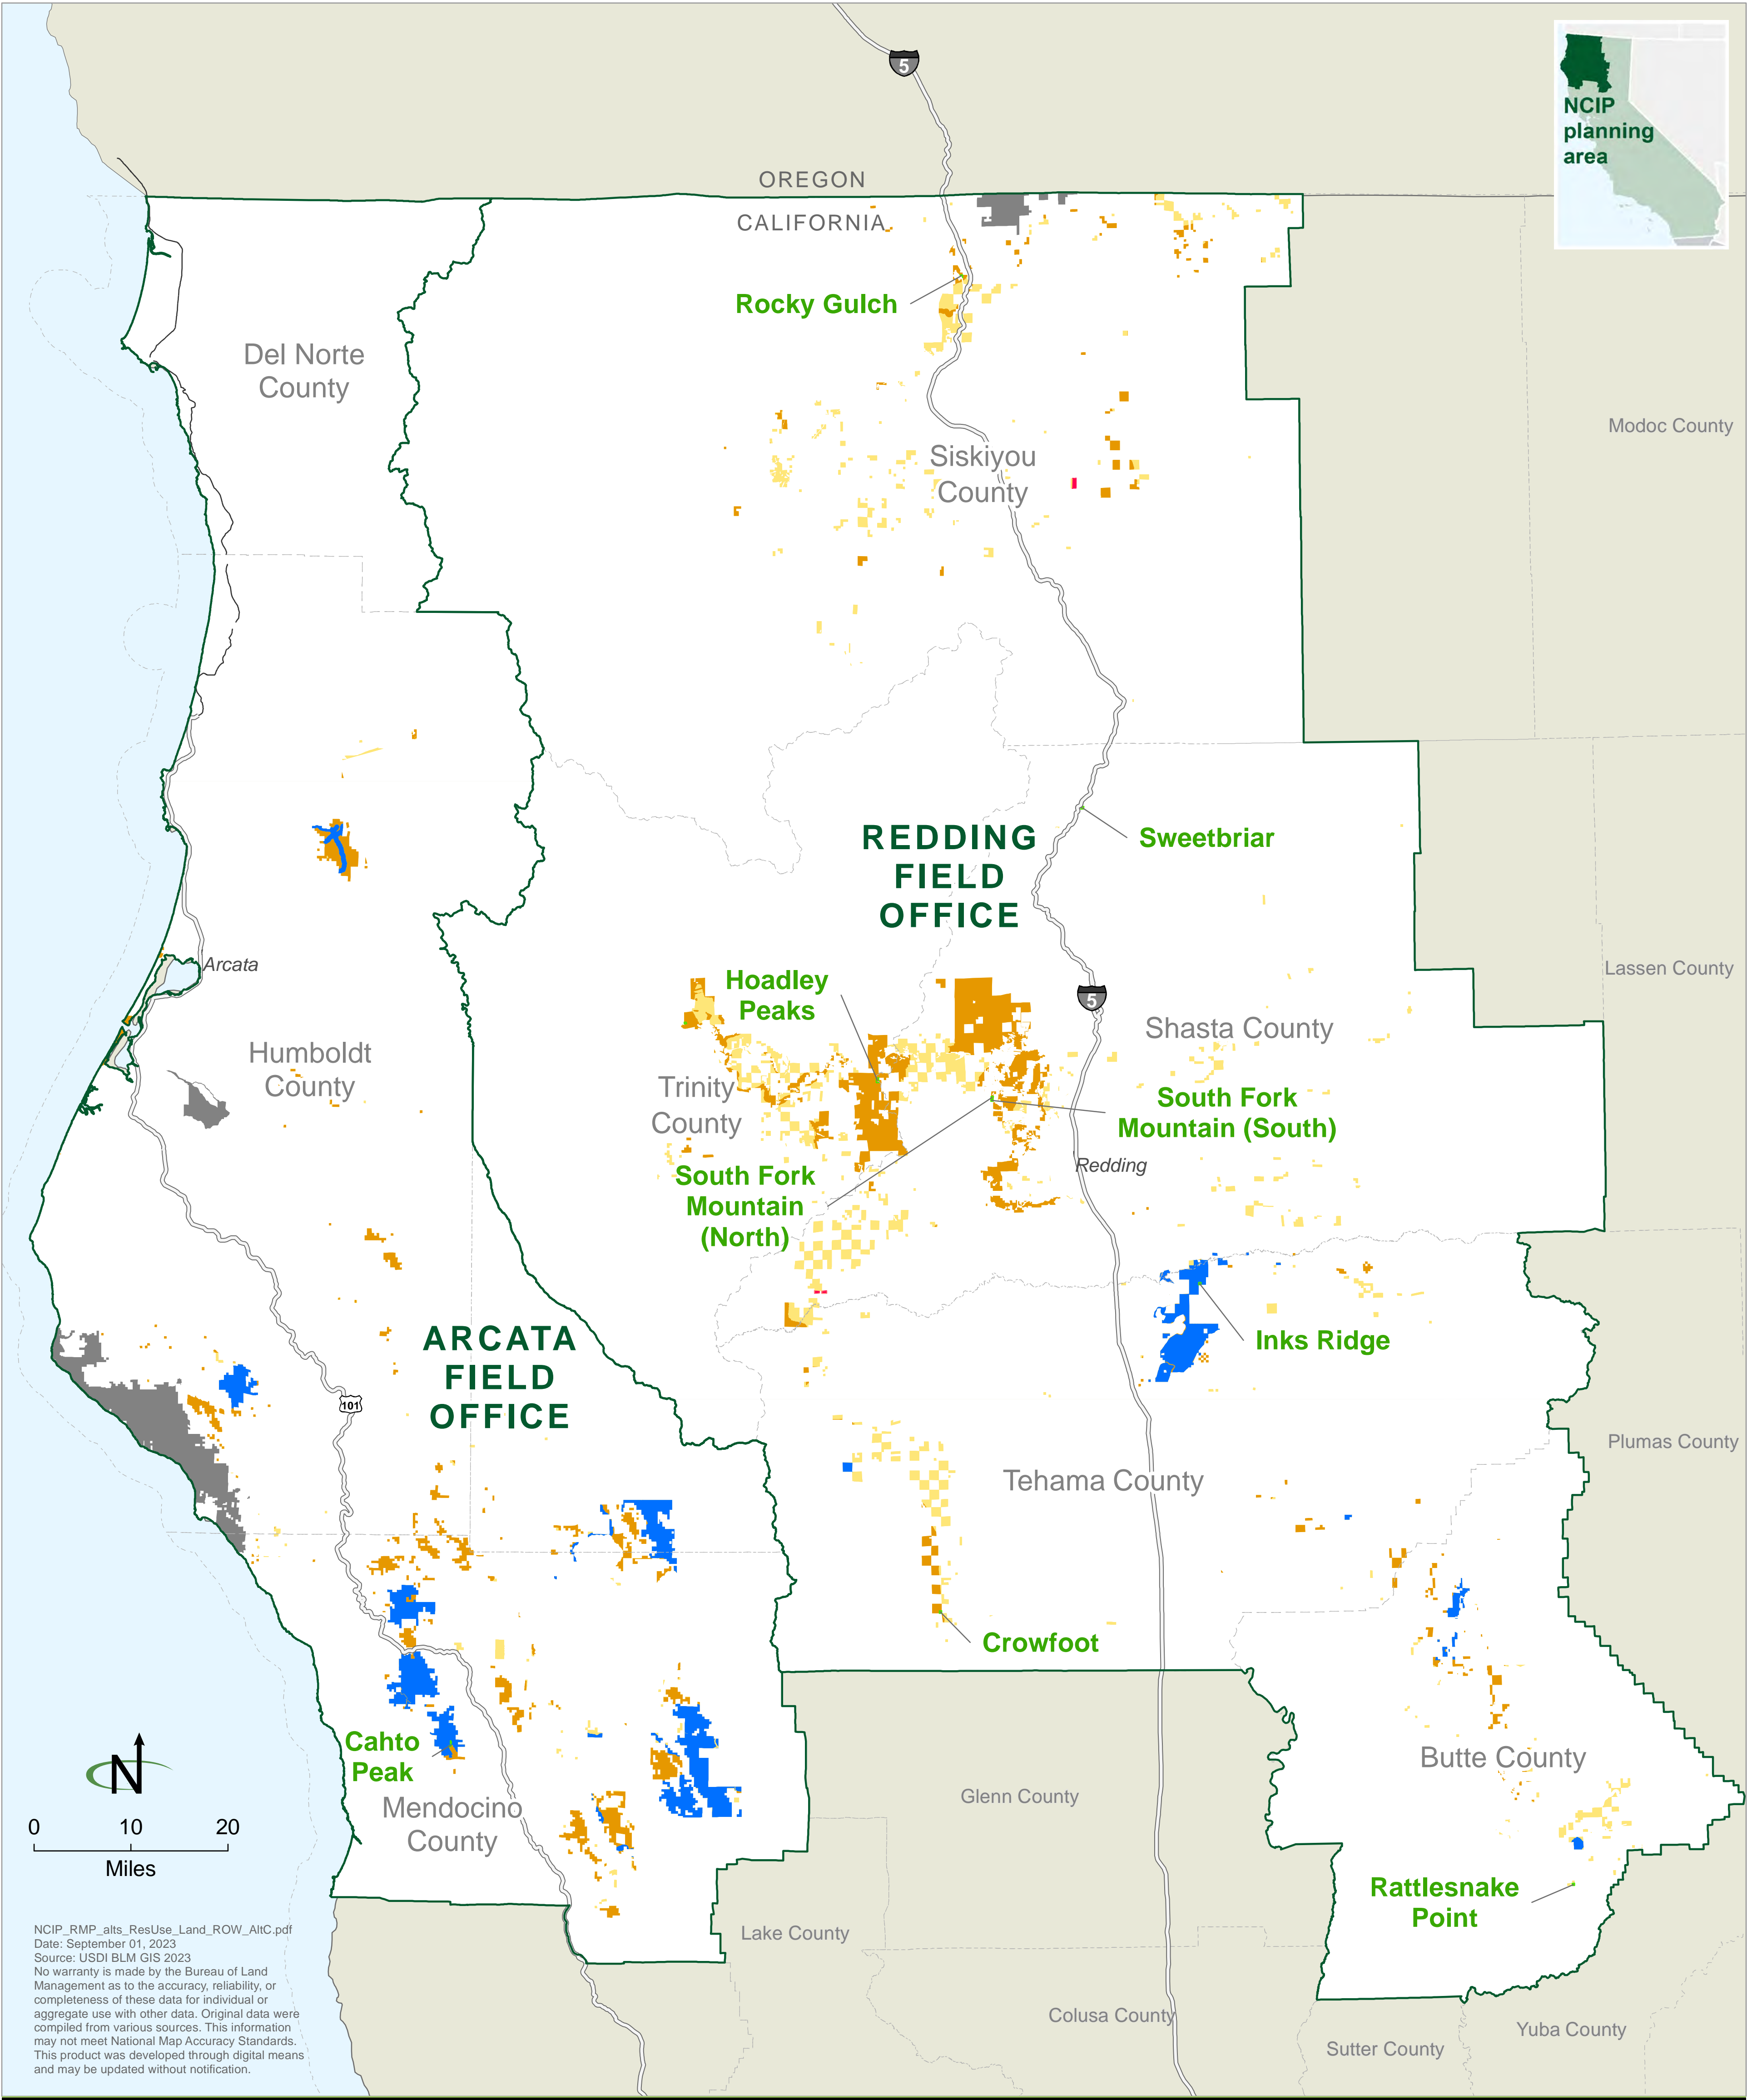 5
NCIP
planning
area
OREGON
CALIFORNIA
Rocky Gulch
Del Norte
County
Modoc County
Siskiyou
County
Sweetbriar
REDDING
FIELD
OFFICE
Arcata
Lassen County
Hoadley
Peaks
5
Shasta County
Humboldt
County
Trinity
County
South Fork
Mountain (South)
Redding
South Fork
Mountain
(North)
Inks Ridge
ARCATA
FIELD
OFFICE
101
Plumas County
Tehama County
Crowfoot
Cahto
Peak
Butte County
N
Mendocino
County
Glenn County
0 10 20
Miles
Rattlesnake
Point
Lake County
NCIP_RMP_alts_ResUse_Land_ROW_AltC.pdf
Date: September 01, 2023
Source: USDI BLM GIS 2023
No warranty is made by the Bureau of Land
Management as to the accuracy, reliability, or
completeness of these data for individual or
aggregate use with other data. Original data were
compiled from various sources. This information
may not meet National Map Accuracy Standards.
This product was developed through digital means
and may be updated without notification.
Colusa County
Sutter County
Yuba County